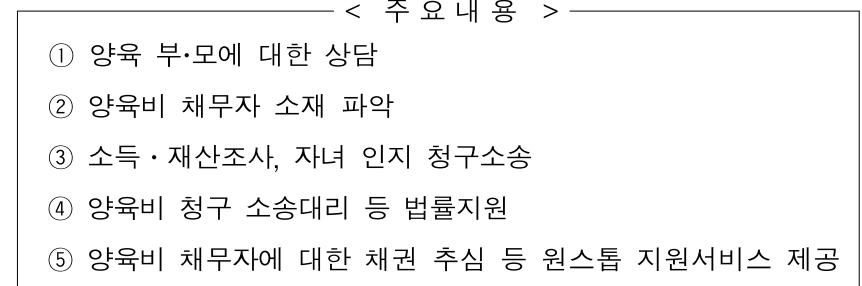 < 주요내용 >
① 양육 부·모에 대한 상담
② 양육비 채무자 소재 파악
③ 소득·재산조사, 자녀 인지 청구소송
④ 양육비 청구 소송대리 등 법률지원
⑤ 양육비 채무자에 대한 채권 추심 등 원스톱 지원서비스 제공